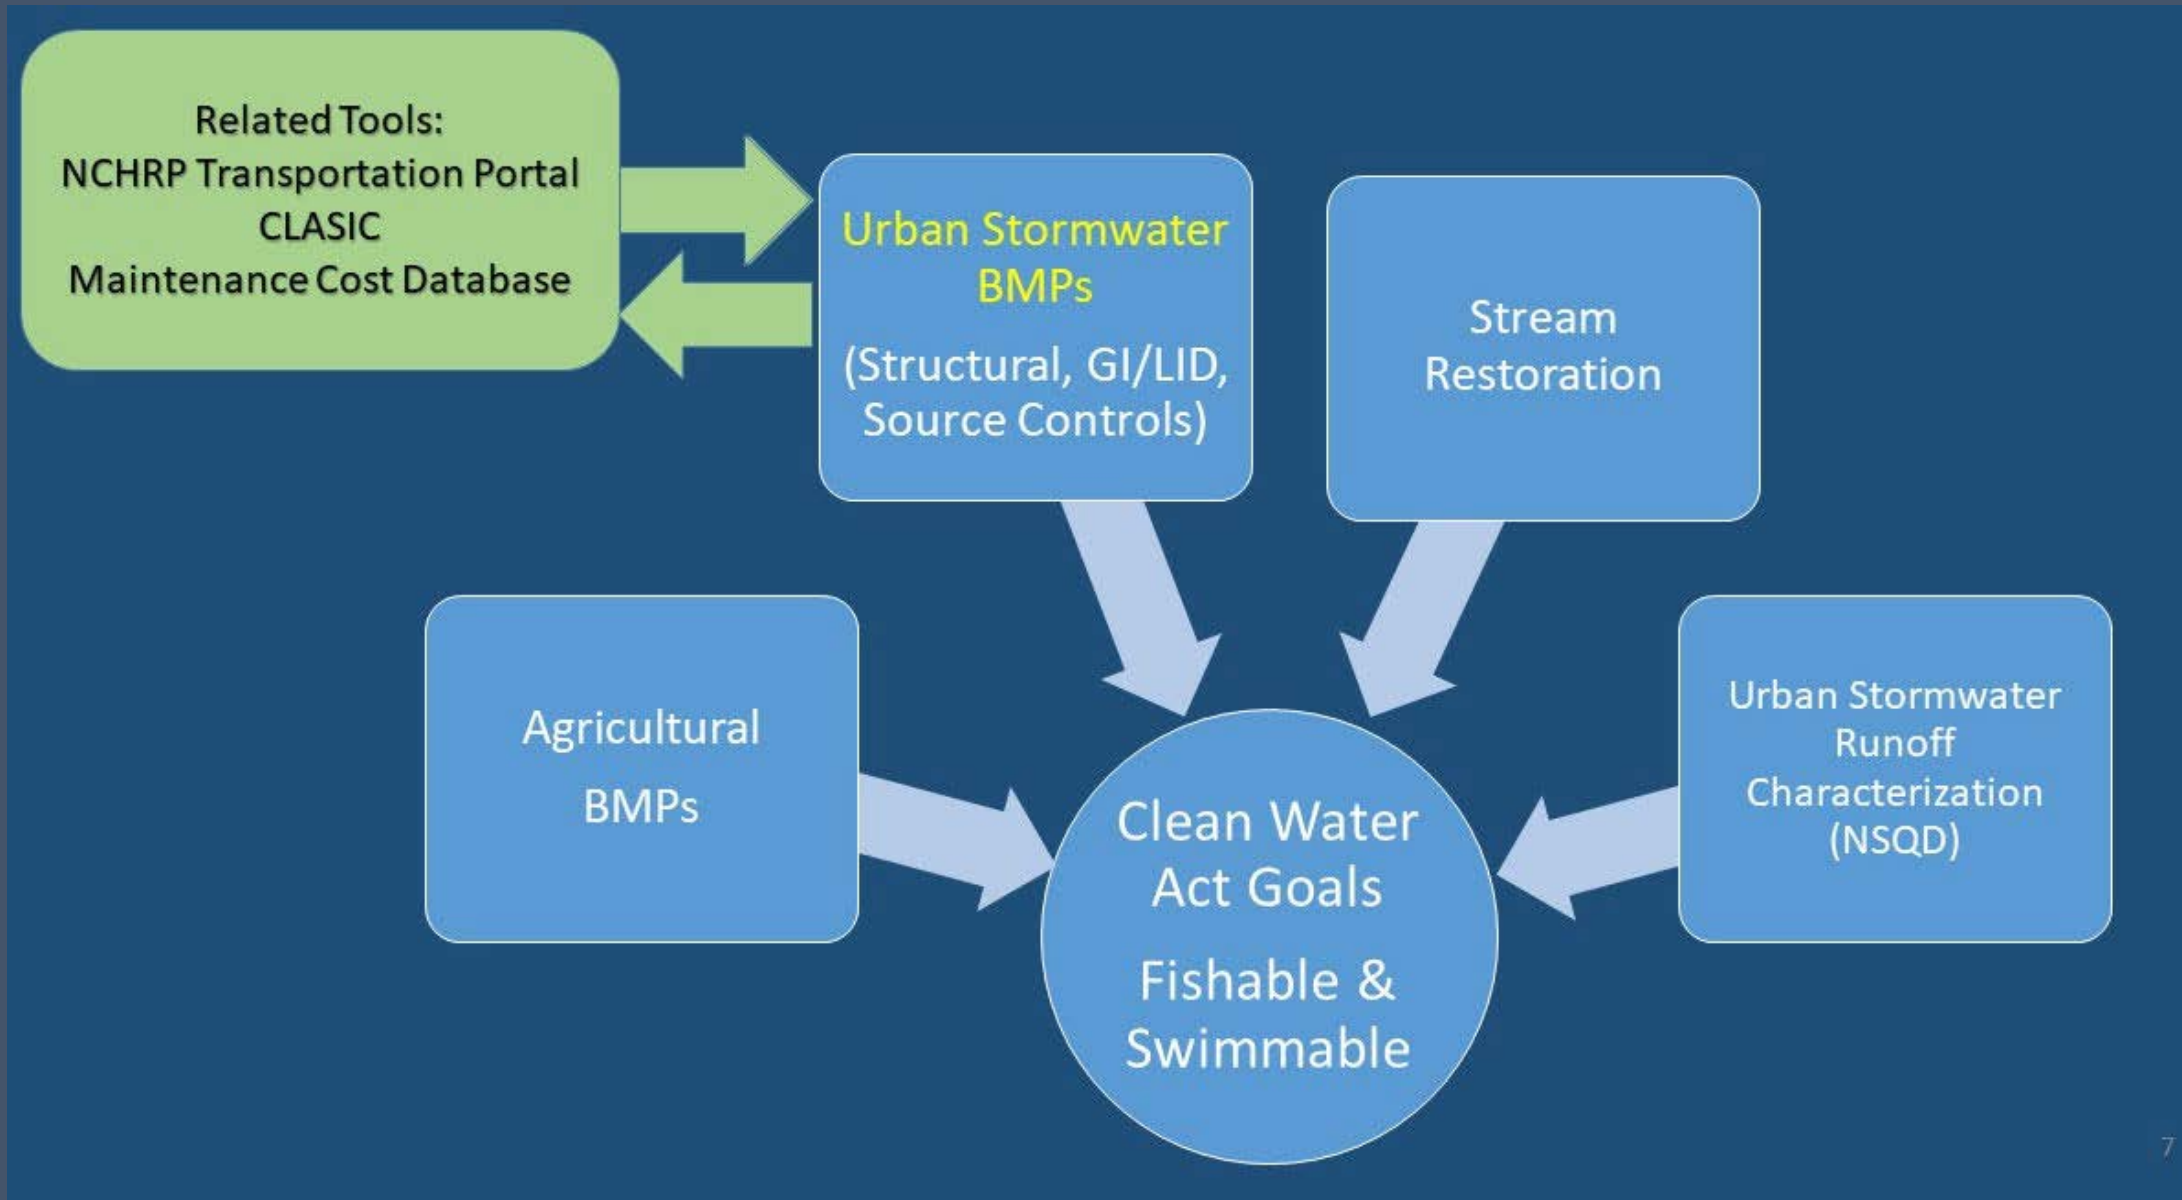 Related Tools:
NCHRP Transportation Portal
CLASIC
Maintenance Cost Database
Urban Stormwater
BMPs
(Structural, GI/LID,
Source Controls)
Stream
Restoration
Agricultural
BMPs
Urban Stormwater
Runoff
Characterization
(NSQD)
Clean Water
Act Goals
Fishable &
Swimmable
7